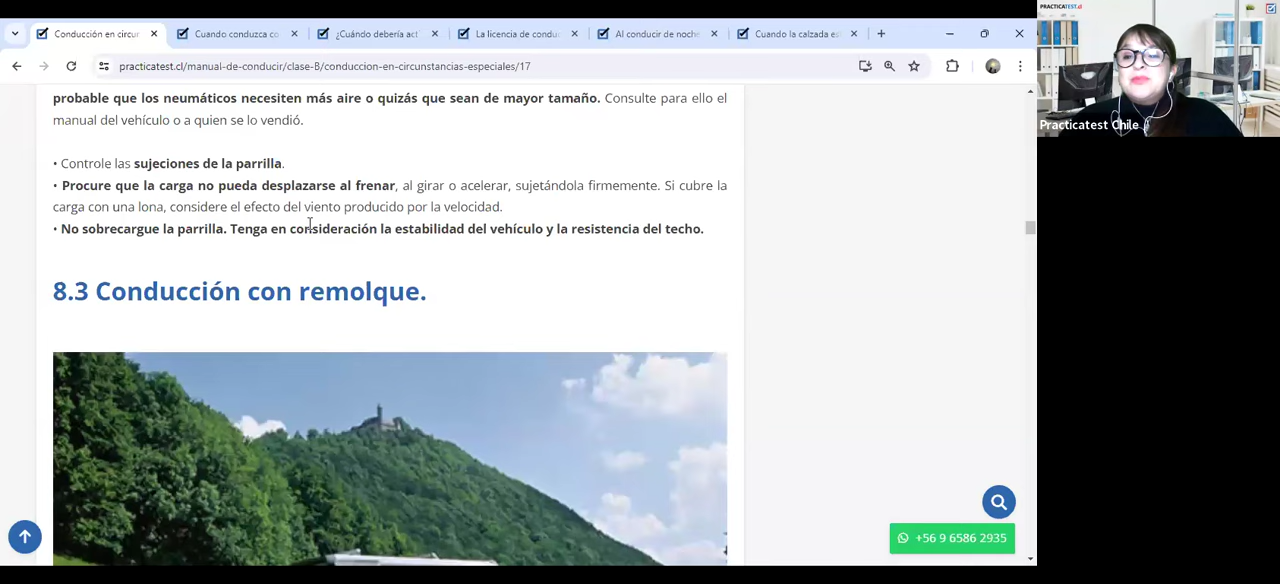 Conducción en circur
Cuando conduzca co
¿Cuándo debería act
La licencia de conduc
Al conducir de noche
Cuando la calzada es
practicatest.cl/manual-de-conducir/clase-B/conduccion-en-circunstancias-especiales/17
probable que los neumáticos necesiten más aire o quizás que sean de mayor tamaño. Consulte para ello el
manual del vehículo o a quien se lo vendió.
• Controle las sujeciones de la parrilla.
• Procure que la carga no pueda desplazarse al frenar, al girar o acelerar, sujetándola firmemente. Si cubre la
carga con una lona, considere el efecto del viento producido por la velocidad.
• No sobrecargue la parrilla. Tenga en consideración la estabilidad del vehículo y la resistencia del techo.
8.3 Conducción con remolque.
+56 9 6586 2935
PRACTICATEST.cl
Practicatest Chile